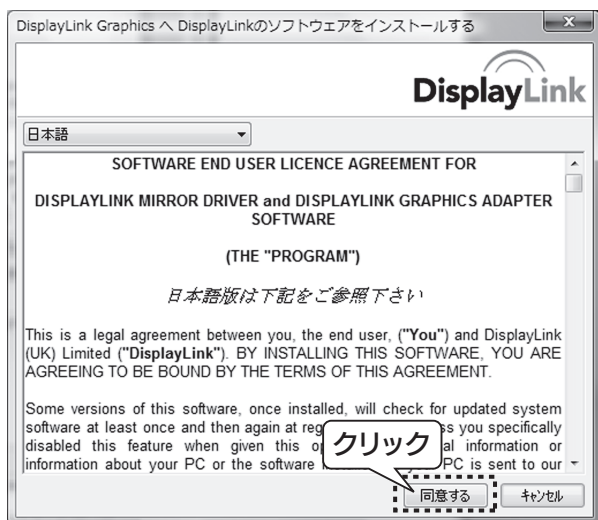 DisplayLink Graphics へ DisplayLinkのソフトウェアをインストールする
DisplayLink
日本語
SOFTWARE END USER LICENCE AGREEMENT FOR
DISPLAYLINK MIRROR DRIVER and DISPLAYLINK GRAPHICS ADAPTER
SOFTWARE
(THE "PROGRAM")
日本語版は下記をご参照下さい
This is a legal agreement between you, the end user, ("You") and DisplayLink
(UK) Limited ("DisplayLink"). BY INSTALLING THIS SOFTWARE, YOU ARE
AGREEING TO BE BOUND BY THE TERMS OF THIS AGREEMENT.
Some versions of this software, once installed, will check for updated system
software at least once and then again at reg s you specifically
disabled this feature when given this op al information or
information about your PC or the software PC is sent to our
クリック
同意する キャンセル